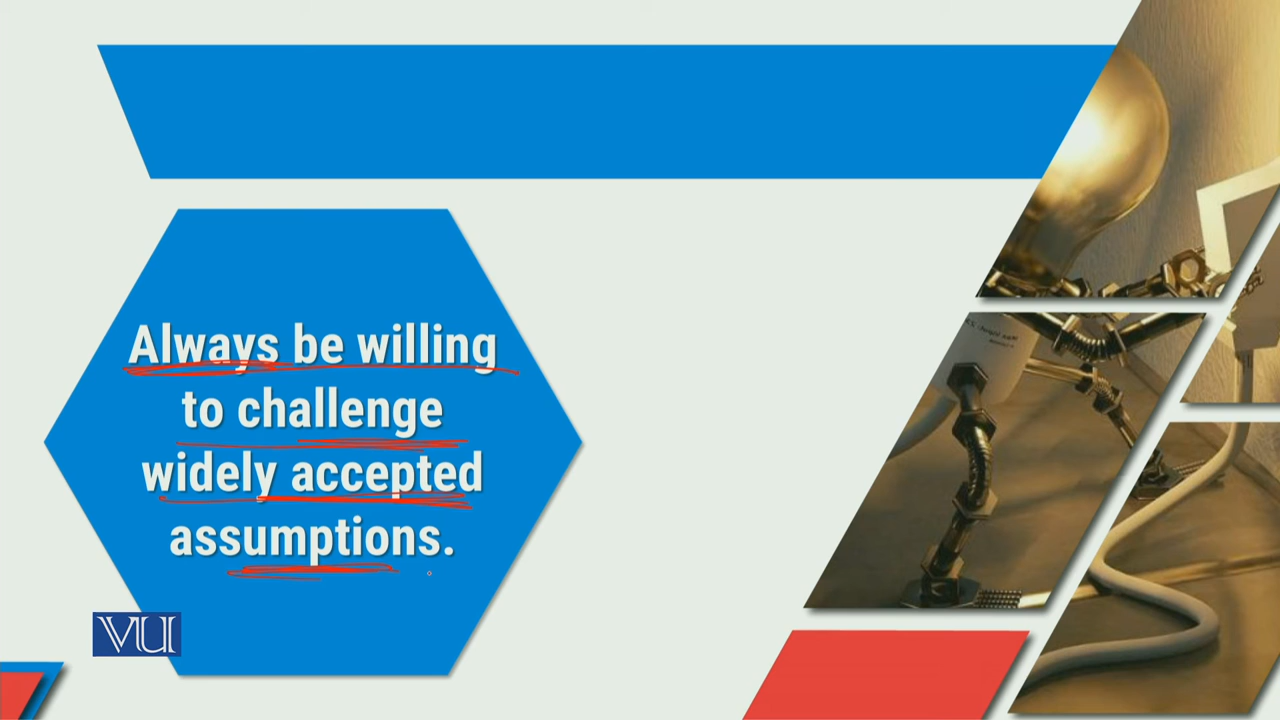 Always be willing
to challenge
widely accepted
assumptions.
VU